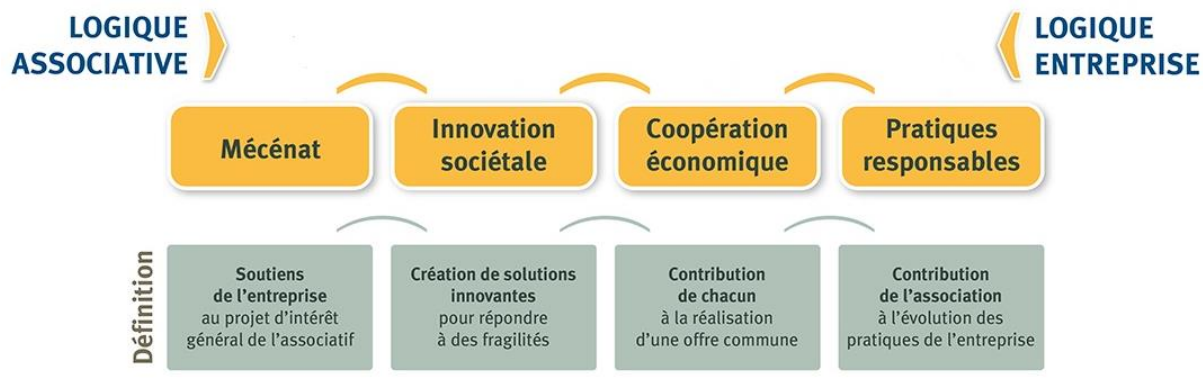 LOGIQUE
ASSOCIATIVE
LOGIQUE
ENTREPRISE
Mécénat
Innovation
sociétale
Coopération
économique
Pratiques
responsables
Définition
Soutiens
de l'entreprise
au projet d'intérêt
général de l'associatif
Création de solutions
innovantes
pour répondre
à des fragilités
Contribution
de chacun
à la réalisation
d'une offre commune
Contribution
de l'association
à l'évolution des
pratiques de l'entreprise